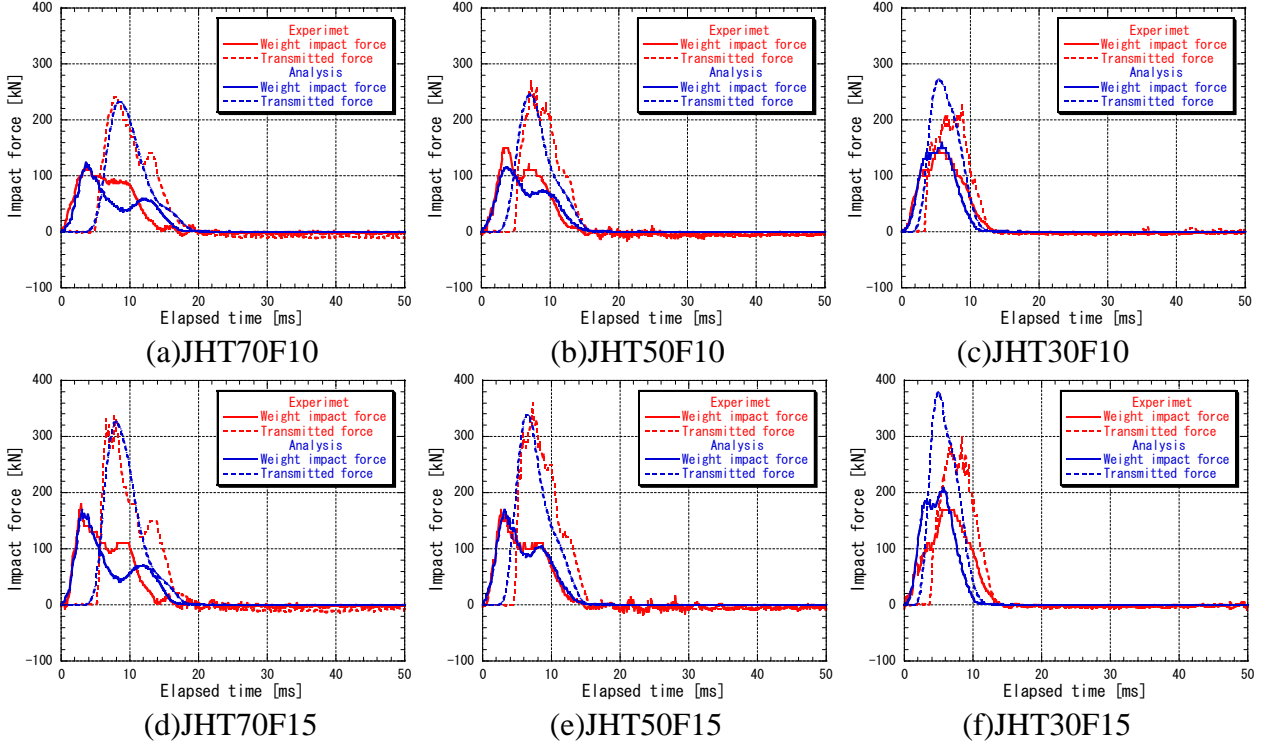 400
300
200
100
0
-100
Impact force [kN]
Experimet
Weight impact force
Transmitted force
Analysis
Weight impact force
Transmitted force
0 10 20 30 40 50
Elapsed time [ms]
(a)JHT70F10
400
300
200
100
0
-100
Impact force [kN]
Experimet
Weight impact force
Transmitted force
Analysis
Weight impact force
Transmitted force
0 10 20 30 40 50
Elapsed time [ms]
(b)JHT50F10
400
300
200
100
0
-100
Impact force [kN]
Experimet
Weight impact force
Transmitted force
Analysis
Weight impact force
Transmitted force
0 10 20 30 40 50
Elapsed time [ms]
(c)JHT30F10
400
300
200
100
0
-100
Impact force [kN]
Experimet
Weight impact force
Transmitted force
Analysis
Weight impact force
Transmitted force
0 10 20 30 40 50
Elapsed time [ms]
(d)JHT70F15
400
300
200
100
0
-100
Impact force [kN]
Experimet
Weight impact force
Transmitted force
Analysis
Weight impact force
Transmitted force
0 10 20 30 40 50
Elapsed time [ms]
(e)JHT50F15
400
300
200
100
0
-100
Impact force [kN]
Experimet
Weight impact force
Transmitted force
Analysis
Weight impact force
Transmitted force
0 10 20 30 40 50
Elapsed time [ms]
(f)JHT30F15